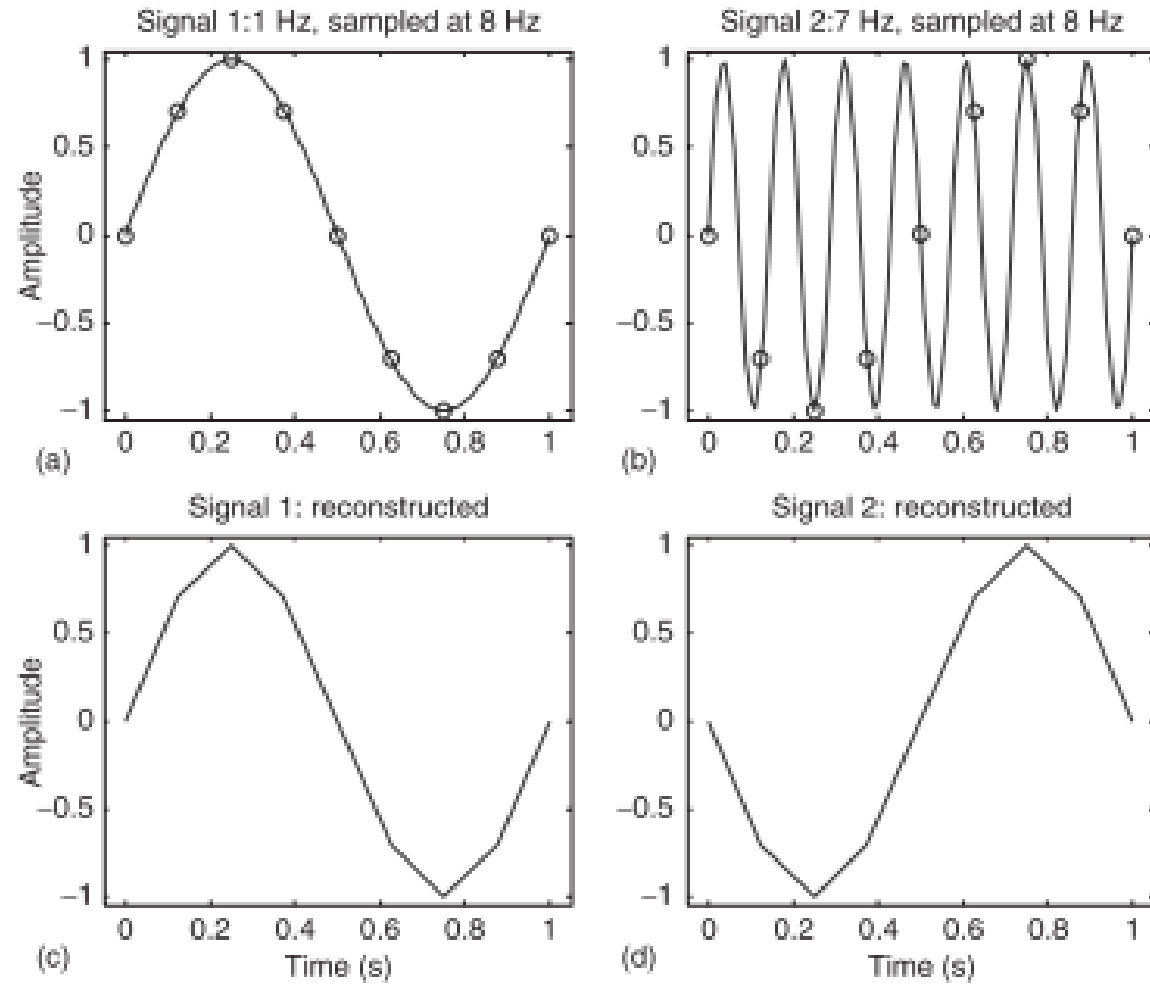 Signal 1:1 Hz, sampled at 8 Hz
Signal 2:7 Hz, sampled at 8 Hz
1
0.5
0
−0.5
−1
Amplitude
0 0.2 0.4 0.6 0.8 1
(a)
1
0.5
0
−0.5
−1
0 0.2 0.4 0.6 0.8 1
(b)
Signal 1: reconstructed
Signal 2: reconstructed
1
0.5
0
−0.5
−1
Amplitude
0 0.2 0.4 0.6 0.8 1
(c)
Time (s)
1
0.5
0
−0.5
−1
0 0.2 0.4 0.6 0.8 1
(d)
Time (s)